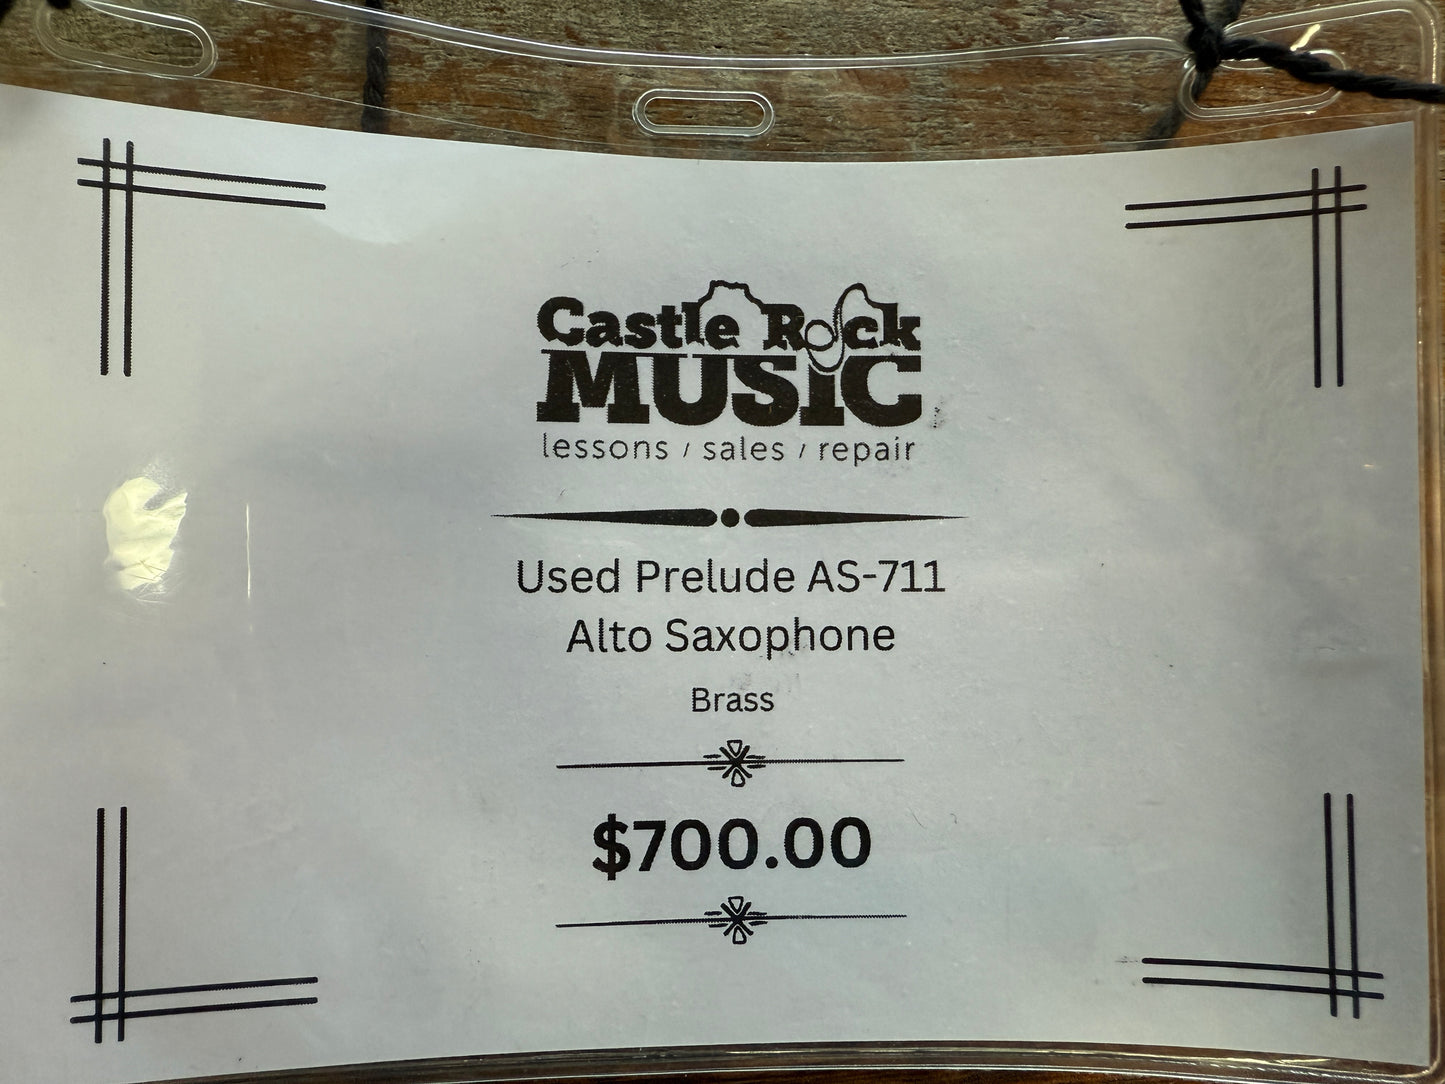 Castle Rock
MUSiC
lessons / sales / repair
Used Prelude AS-711
Alto Saxophone
Brass
$700.00